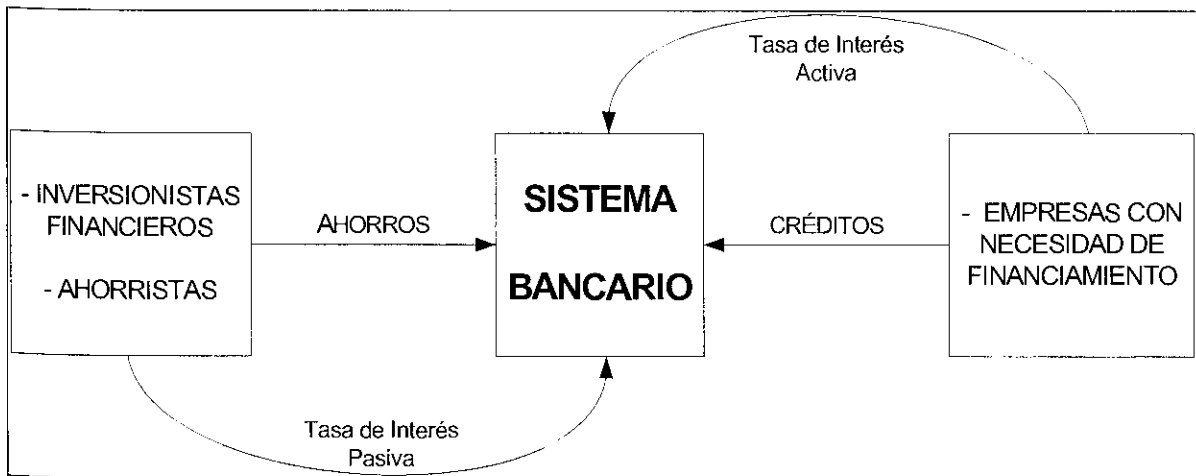 Tasa de Interés
Activa
- INVERSIONISTAS
FINANCIEROS
- AHORRISTAS
AHORROS
SISTEMA
BANCARIO
CRÉDITOS
- EMPRESAS CON
NECESIDAD DE
FINANCIAMIENTO
Tasa de Interés
Pasiva